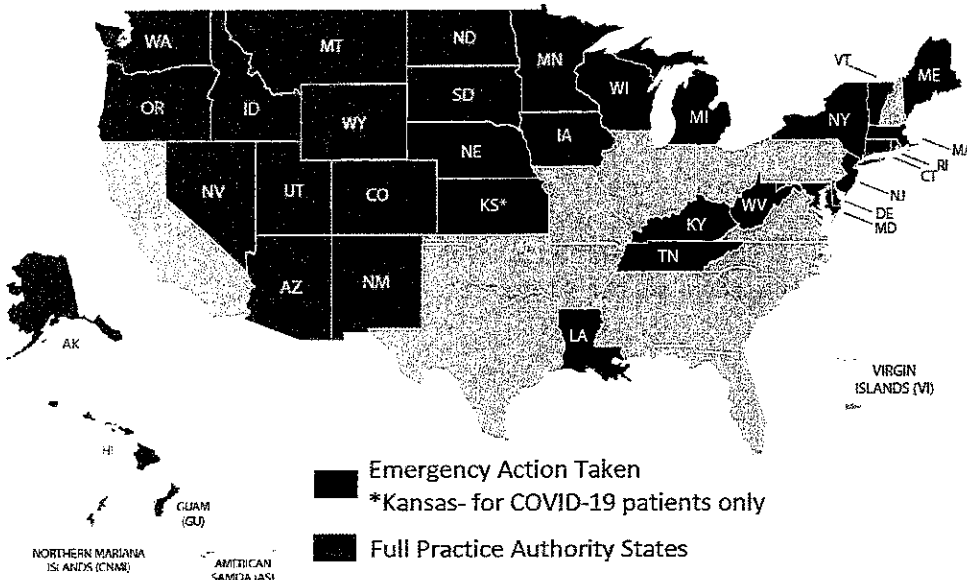 WA
MT
ND
MN
VT
ME
OR
ID
SD
WI
WY
MI
NY
IA
NE
MA
RI
CT
NV
UT
CO
NJ
KS*
WV
DE
MD
KY
TN
AZ
NM
LA
AK
VIRGIN
ISLANDS (VI)
HI
Emergency Action Taken
*Kansas- for COVID-19 patients only
GUAM
(GU)
Full Practice Authority States
NORTHERN MARIANA
ISLANDS (CNMI)
AMERICAN
SAMOA (AS)